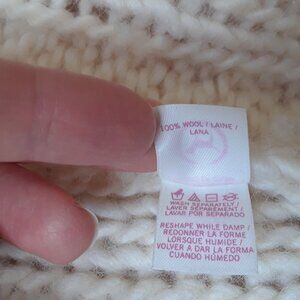 100% WOOL / LAINE /
LANA
WASH SEPARATELY /
LAVER SEPAREMENT /
LAVAR POR SEPARADO
RESHAPE WHILE DAMP /
REDONNER LA FORME
LORSQUE HUMIDE /
VOLVER A DAR LA FORMA
CUANDO HÚMEDO